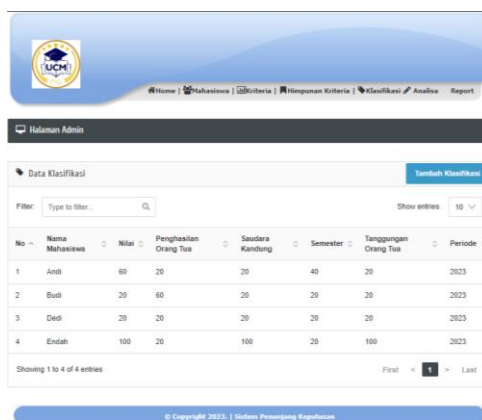 UCM
Home | Mahasiswa | Kriteria | Himpunan Kriteria | Klasifikasi Analisa Report
Halaman Admin
Data Klasifikasi
Tambah Klasifikasi
Filter: Type to filter... Show entries: 10
No Nama Mahasiswa Nilai Penghasilan Orang Tua Saudara Kandung Semester Tanggungan Orang Tua Periode
1 Andi 60 20 20 40 20 2023
2 Budi 20 60 20 20 20 2023
3 Dedi 20 20 20 20 20 2023
4 Endah 100 20 100 20 100 2023
Showing 1 to 4 of 4 entries
First < 1 > Last
© Copyright 2023. | Sistem Penunjang Keputusan